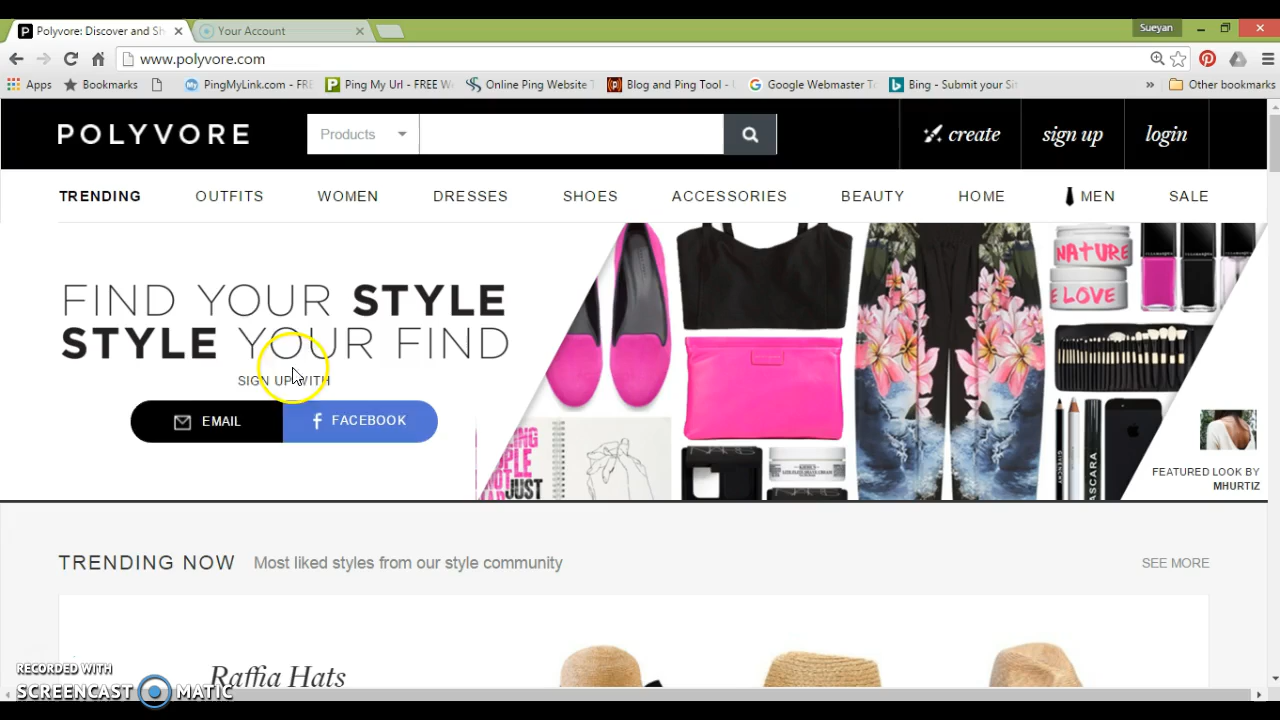 Polyvore: Discover and Sh
Your Account
Sueyan
www.polyvore.com
Apps
Bookmarks
PingMyLink.com - FRE
Ping My Url - FREE W
Online Ping Website T
Blog and Ping Tool -
Google Webmaster To
Bing - Submit your Sit
»
Other bookmarks
POLYVORE
Products
create
sign up
login
TRENDING
OUTFITS
WOMEN
DRESSES
SHOES
ACCESSORIES
BEAUTY
HOME
MEN
SALE
FIND YOUR STYLE
STYLE YOUR FIND
SIGN UP WITH
EMAIL
FACEBOOK
NATURE
E LOVE
GIVENCHY
ASCARA
JUST
FEATURED LOOK BY
MHURTIZ
TRENDING NOW
Most liked styles from our style community
SEE MORE
Raffia Hats
RECORDED WITH
SCREENCAST MATIC